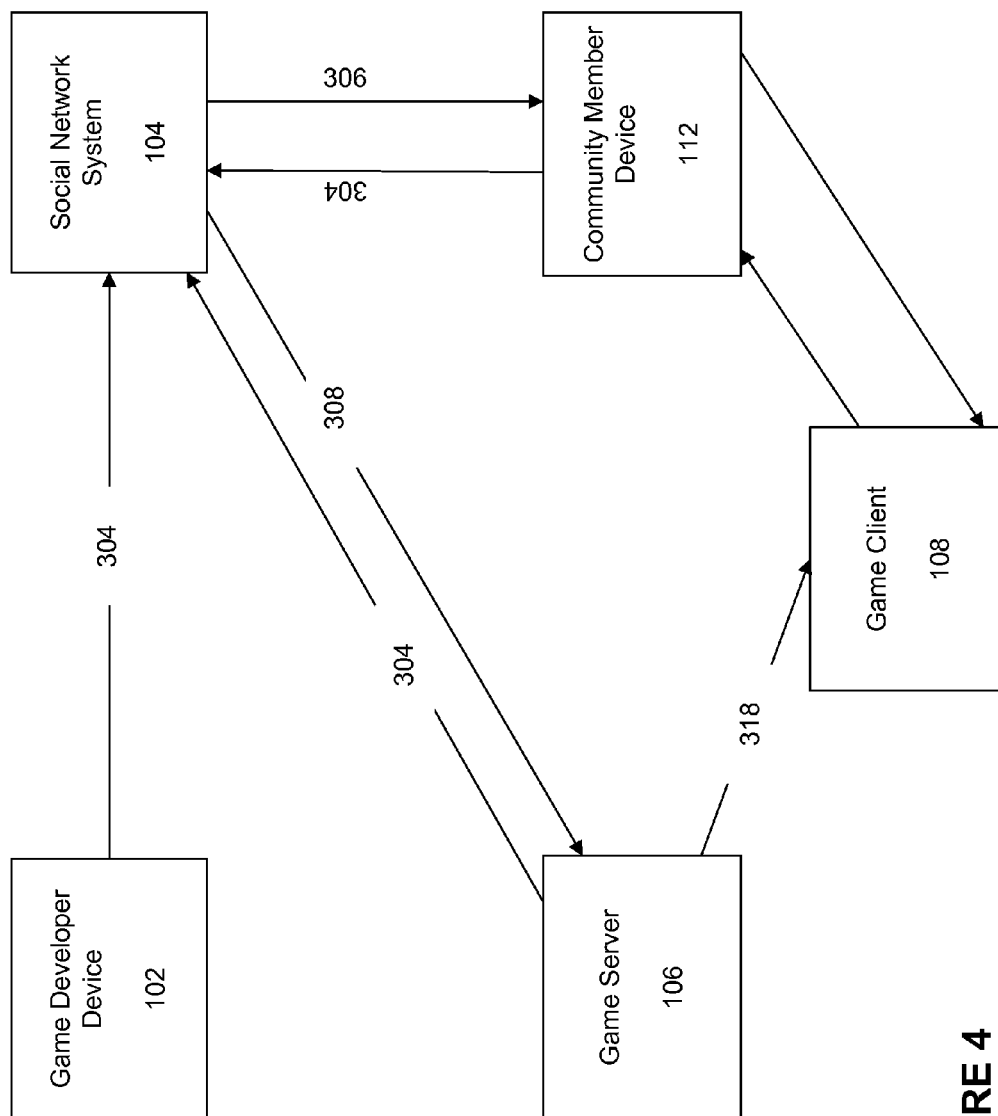 Game Developer
Device
102
304
Social Network
System
104
308
304
304
306
Game Server
106
318
Community Member
Device
112
Game Client
108
RE 4